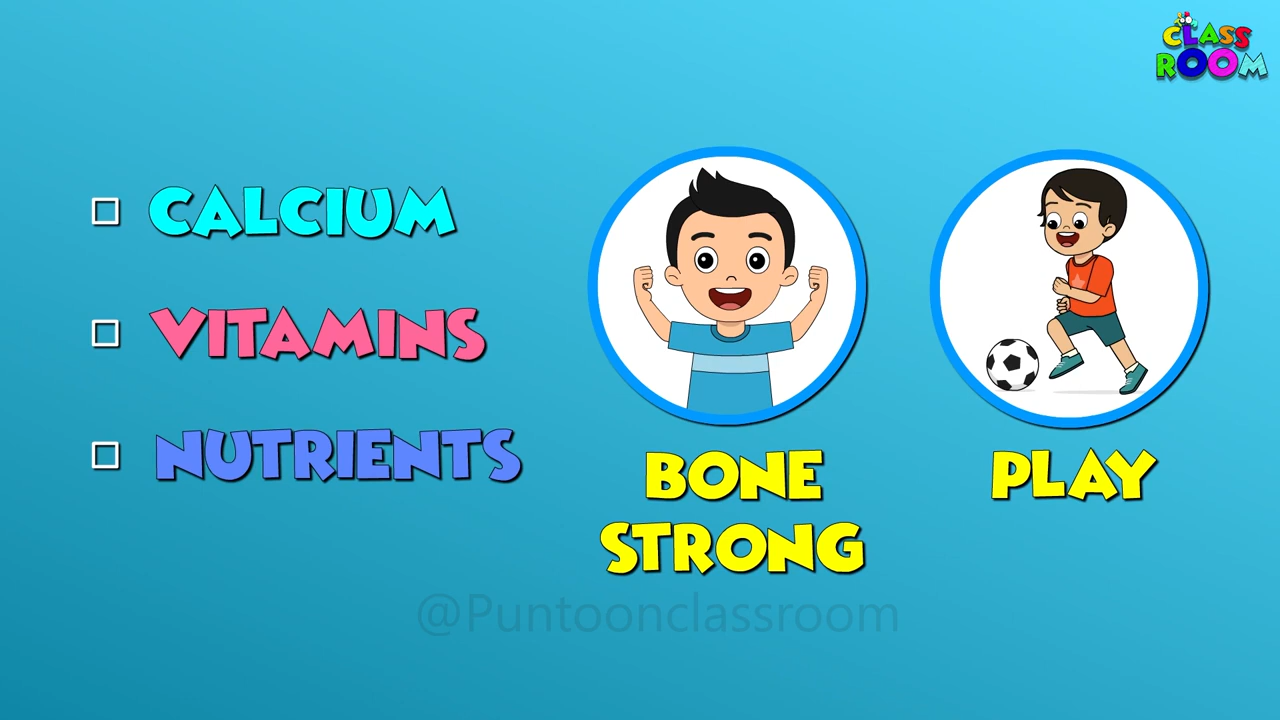 CLASS
ROOM
CALCIUM
VITAMINS
NUTRIENTS
BONE
STRONG
PLAY
@Puntoonclassroom